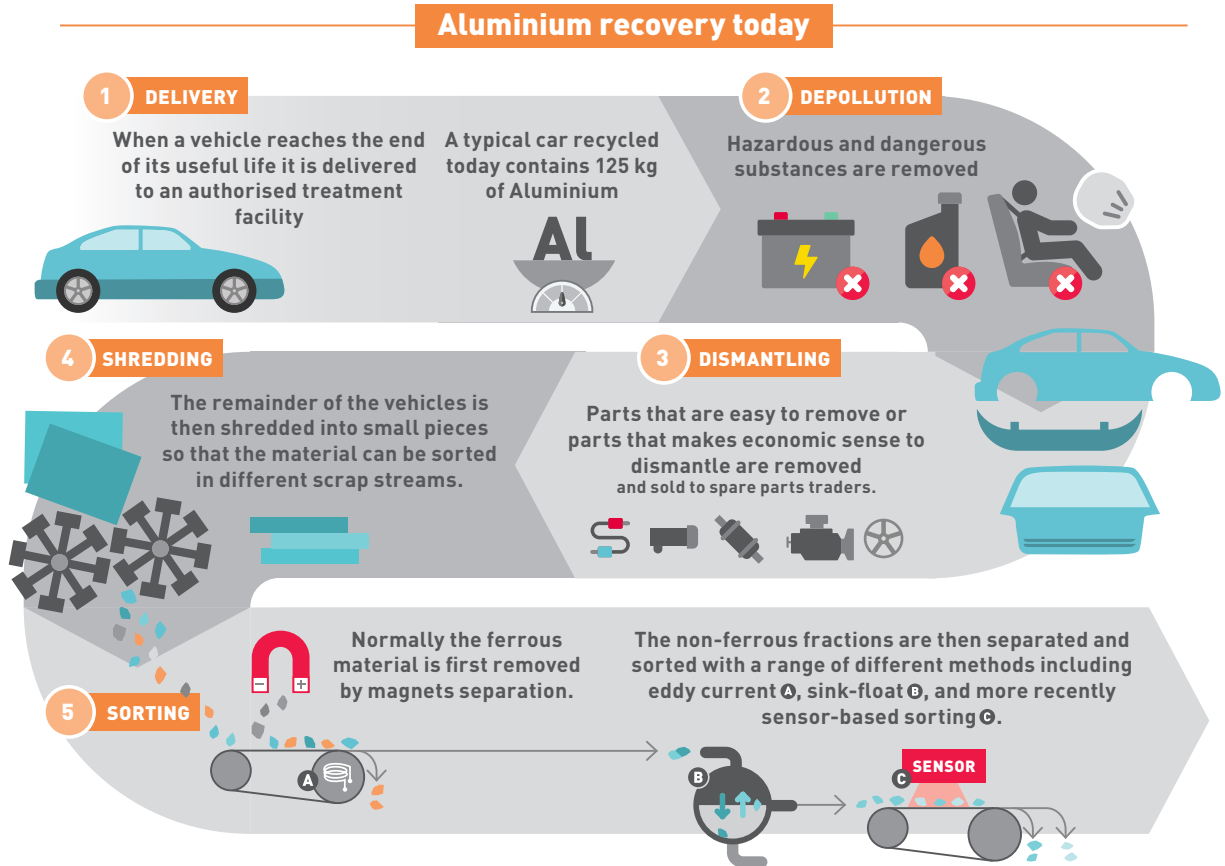 Aluminium recovery today
1 DELIVERY
When a vehicle reaches the end
of its useful life it is delivered
to an authorised treatment
facility
A typical car recycled
today contains 125 kg
of Aluminium
Al
2 DEPOLLUTION
Hazardous and dangerous
substances are removed
3 DISMANTLING
Parts that are easy to remove or
parts that makes economic sense to
dismantle are removed
and sold to spare parts traders.
4 SHREDDING
The remainder of the vehicles is
then shredded into small pieces
so that the material can be sorted
in different scrap streams.
5 SORTING
Normally the ferrous
material is first removed
by magnets separation.
The non-ferrous fractions are then separated and
sorted with a range of different methods including
eddy current A, sink-float B, and more recently
sensor-based sorting C.
A
B
C
SENSOR